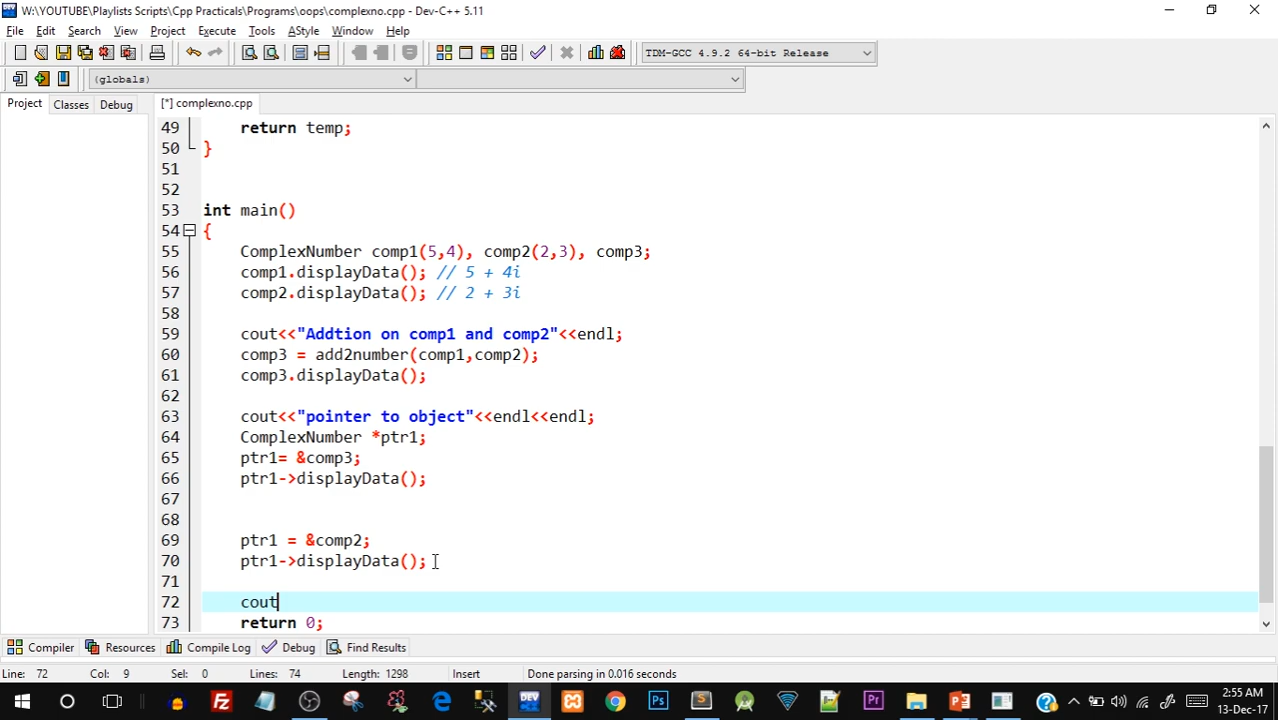 W:\YOUTUBE\Playlists Scripts\Cpp Practicals\Programs\oops\complexno.cpp - Dev-C++ 5.11
File Edit Search View Project Execute Tools AStyle Window Help
TDM-GCC 4.9.2 64-bit Release
(globals)
Project Classes Debug [*] complexno.cpp
49 return temp;
50 }
51
52
53 int main()
54 {
55 ComplexNumber comp1(5,4), comp2(2,3), comp3;
56 comp1.displayData(); // 5 + 4i
57 comp2.displayData(); // 2 + 3i
58
59 cout<<"Addtion on comp1 and comp2"<<endl;
60 comp3 = add2number(comp1,comp2);
61 comp3.displayData();
62
63 cout<<"pointer to object"<<endl<<endl;
64 ComplexNumber *ptr1;
65 ptr1= &comp3;
66 ptr1->displayData();
67
68
69 ptr1 = &comp2;
70 ptr1->displayData();
71
72 cout
73 return 0;
Compiler Resources Compile Log Debug Find Results
Line: 72 Col: 9 Sel: 0 Lines: 74 Length: 1298 Insert Done parsing in 0.016 seconds
2:55 AM
13-Dec-17